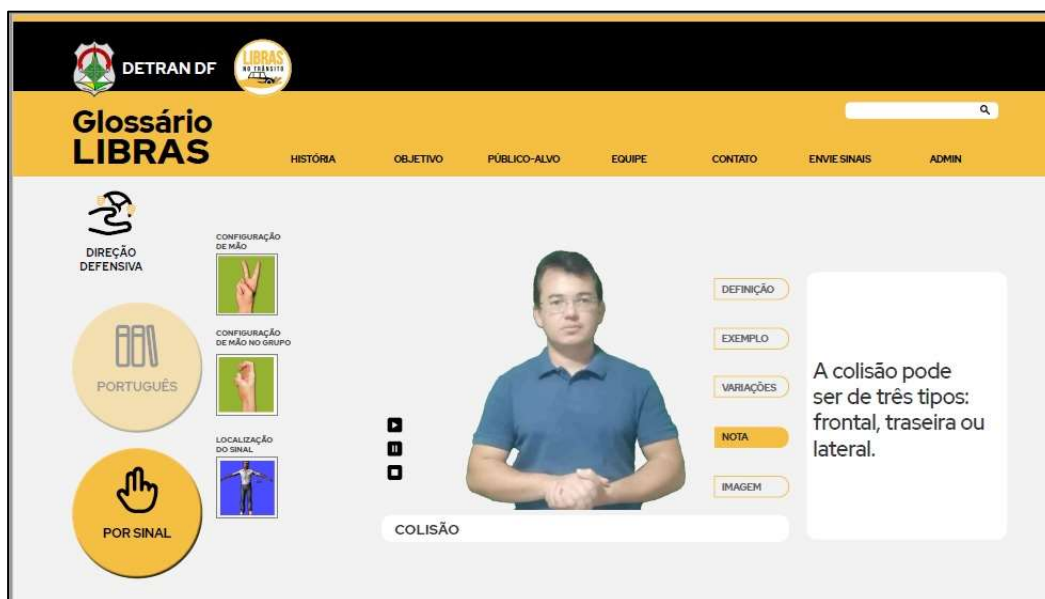 DETRAN DF
LIBRAS
NO TRÂNSITO
Glossário
LIBRAS
HISTÓRIA
OBJETIVO
PÚBLICO-ALVO
EQUIPE
CONTATO
ENVIE SINAIS
ADMIN
DIREÇÃO
DEFENSIVA
PORTUGUÊS
POR SINAL
CONFIGURAÇÃO
DE MÃO
CONFIGURAÇÃO
DE MÃO NO GRUPO
LOCALIZAÇÃO
DO SINAL
COLISÃO
DEFINIÇÃO
EXEMPLO
VARIAÇÕES
NOTA
IMAGEM
A colisão pode
ser de três tipos:
frontal, traseira ou
lateral.